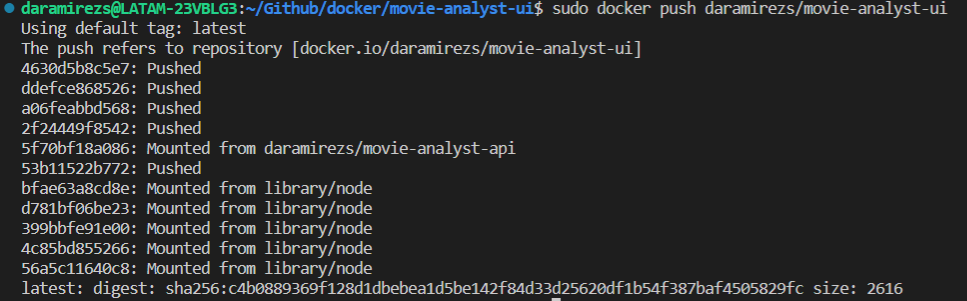 daramirezs@LATAM-23VBLG3:~/Github/docker/movie-analyst-ui$ sudo docker push daramirezs/movie-analyst-ui
Using default tag: latest
The push refers to repository [docker.io/daramirezs/movie-analyst-ui]
4630d5b8c5e7: Pushed
ddefce868526: Pushed
a06feabbd568: Pushed
2f24449f8542: Pushed
5f70bf18a086: Mounted from daramirezs/movie-analyst-api
53b11522b772: Pushed
bfae63a8cd8e: Mounted from library/node
d781bf06be23: Mounted from library/node
399bbfe91e00: Mounted from library/node
4c85bd855266: Mounted from library/node
56a5c11640c8: Mounted from library/node
latest: digest: sha256:c4b0889369f128d1dbebea1d5be142f84d33d25620df1b54f387baf4505829fc size: 2616